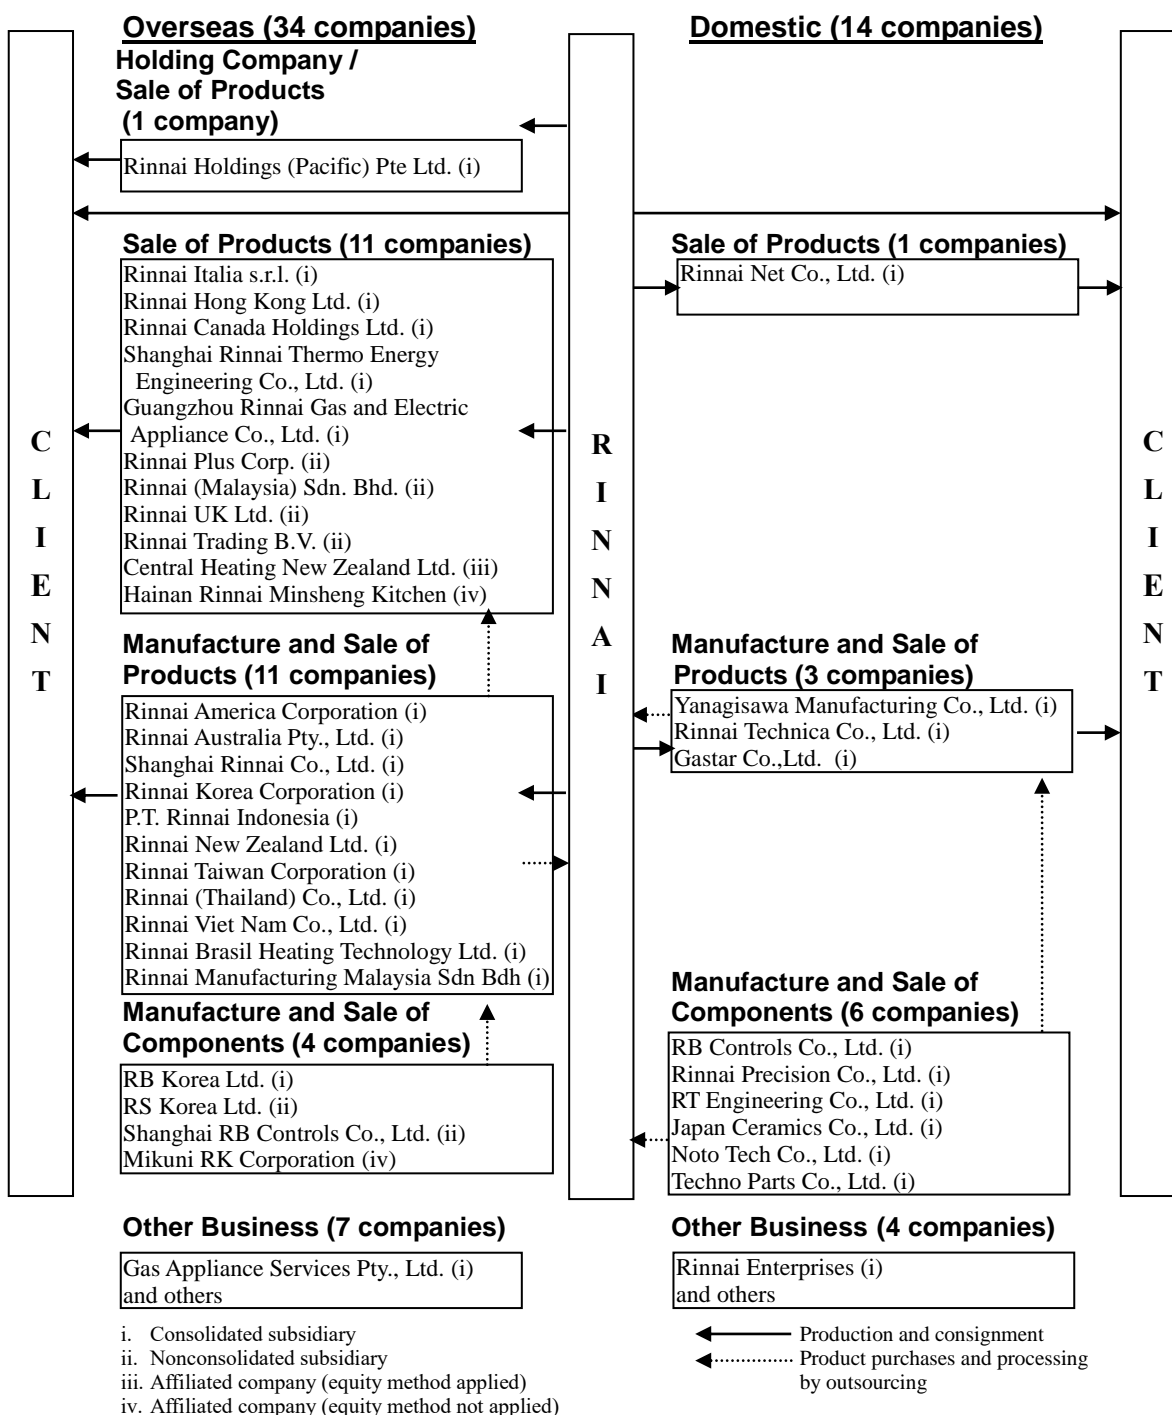 Overseas (34 companies)
Holding Company /
Sale of Products
(1 company)
Rinnai Holdings (Pacific) Pte Ltd. (i)
Sale of Products (11 companies)
Rinnai Italia s.r.l. (i)
Rinnai Hong Kong Ltd. (i)
Rinnai Canada Holdings Ltd. (i)
Shanghai Rinnai Thermo Energy
Engineering Co., Ltd. (i)
Guangzhou Rinnai Gas and Electric
Appliance Co., Ltd. (i)
Rinnai Plus Corp. (ii)
Rinnai (Malaysia) Sdn. Bhd. (ii)
Rinnai UK Ltd. (ii)
Rinnai Trading B.V. (ii)
Central Heating New Zealand Ltd. (iii)
Hainan Rinnai Minsheng Kitchen (iv)
Manufacture and Sale of
Products (11 companies)
Rinnai America Corporation (i)
Rinnai Australia Pty., Ltd. (i)
Shanghai Rinnai Co., Ltd. (i)
Rinnai Korea Corporation (i)
P.T. Rinnai Indonesia (i)
Rinnai New Zealand Ltd. (i)
Rinnai Taiwan Corporation (i)
Rinnai (Thailand) Co., Ltd. (i)
Rinnai Viet Nam Co., Ltd. (i)
Rinnai Brasil Heating Technology Ltd. (i)
Rinnai Manufacturing Malaysia Sdn Bdh (i)
Manufacture and Sale of
Components (4 companies)
RB Korea Ltd. (i)
RS Korea Ltd. (ii)
Shanghai RB Controls Co., Ltd. (ii)
Mikuni RK Corporation (iv)
Other Business (7 companies)
Gas Appliance Services Pty., Ltd. (i)
and others
i. Consolidated subsidiary
ii. Nonconsolidated subsidiary
iii. Affiliated company (equity method applied)
iv. Affiliated company (equity method not applied)
CLIENT
RINNAI
Domestic (14 companies)
Sale of Products (1 companies)
Rinnai Net Co., Ltd. (i)
Manufacture and Sale of
Products (3 companies)
Yanagisawa Manufacturing Co., Ltd. (i)
Rinnai Technica Co., Ltd. (i)
Gastar Co.,Ltd. (i)
Manufacture and Sale of
Components (6 companies)
RB Controls Co., Ltd. (i)
Rinnai Precision Co., Ltd. (i)
RT Engineering Co., Ltd. (i)
Japan Ceramics Co., Ltd. (i)
Noto Tech Co., Ltd. (i)
Techno Parts Co., Ltd. (i)
Other Business (4 companies)
Rinnai Enterprises (i)
and others
Production and consignment
Product purchases and processing
by outsourcing
CLIENT